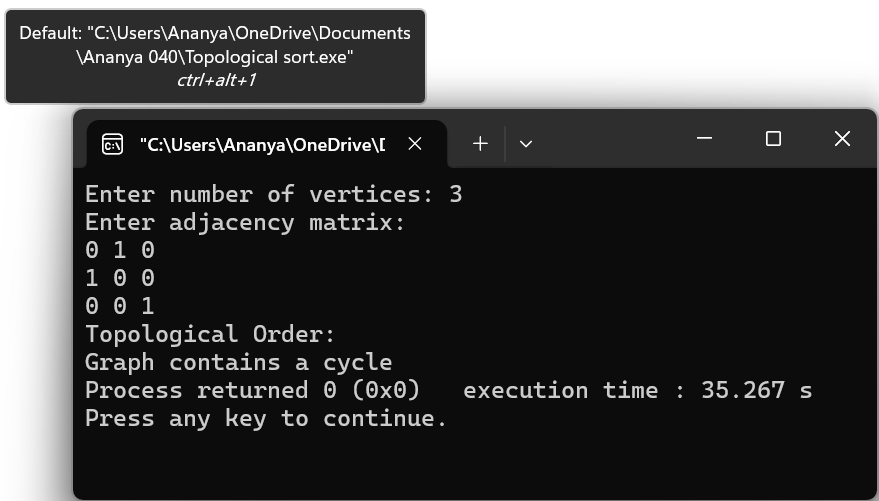 Default: "C:\Users\Ananya\OneDrive\Documents
\Ananya 040\Topological sort.exe"
ctrl+alt+1
"C:\Users\Ananya\OneDrive\D
Enter number of vertices: 3
Enter adjacency matrix:
0 1 0
1 0 0
0 0 1
Topological Order:
Graph contains a cycle
Process returned 0 (0x0)   execution time : 35.267 s
Press any key to continue.